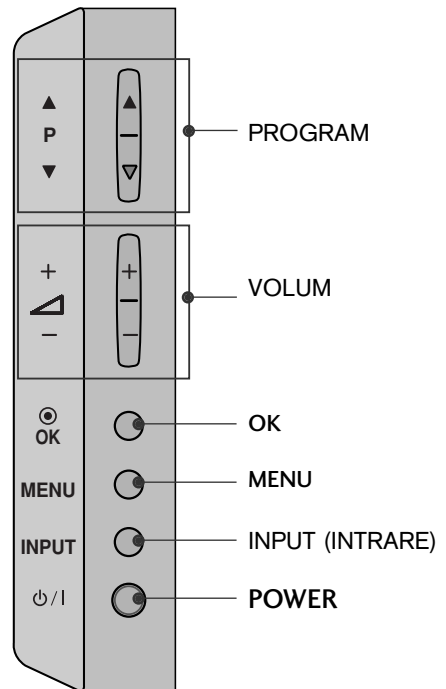 ▲
P
▼
PROGRAM
+
−
+
−
VOLUM
OK
OK
MENU
MENU
INPUT
INPUT (INTRARE)
⏻/I
POWER